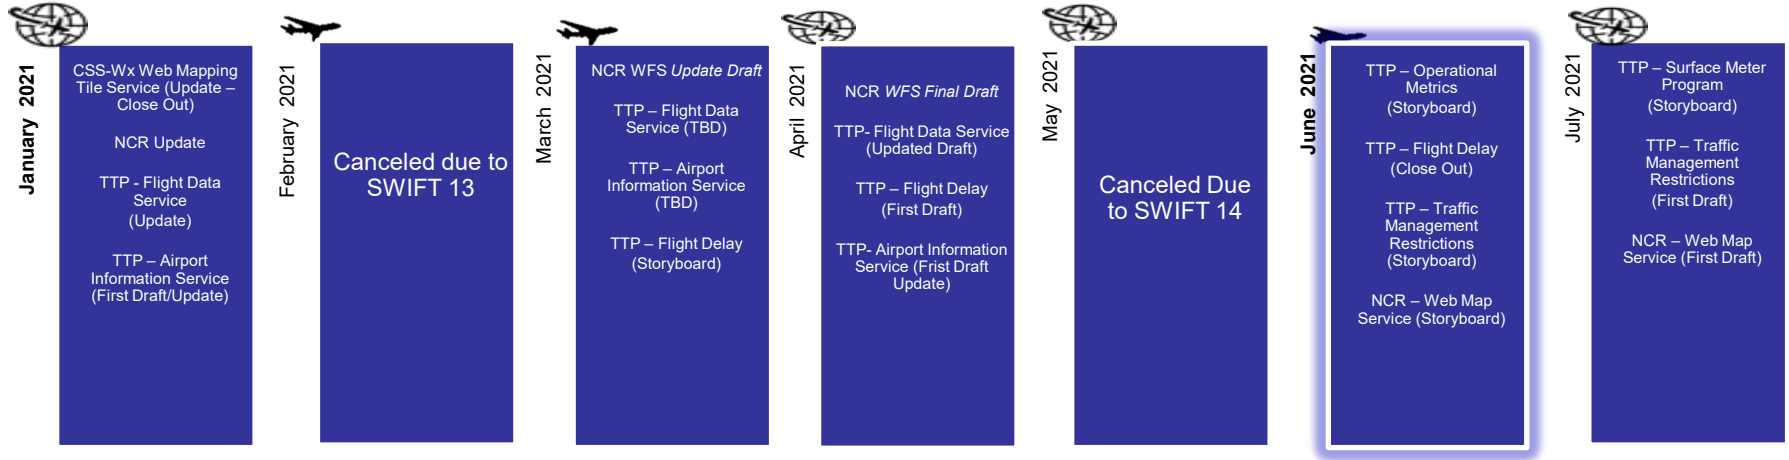 January 2021
CSS-Wx Web Mapping
Tile Service (Update –
Close Out)
NCR Update
TTP - Flight Data
Service
(Update)
TTP – Airport
Information Service
(First Draft/Update)
February 2021
Canceled due to
SWIFT 13
March 2021
NCR WFS Update Draft
TTP – Flight Data
Service (TBD)
TTP – Airport
Information Service
(TBD)
TTP – Flight Delay
(Storyboard)
April 2021
NCR WFS Final Draft
TTP- Flight Data Service
(Updated Draft)
TTP – Flight Delay
(First Draft)
TTP- Airport Information
Service (Frist Draft
Update)
May 2021
Canceled Due
to SWIFT 14
June 2021
TTP – Operational
Metrics
(Storyboard)
TTP – Flight Delay
(Close Out)
TTP – Traffic
Management
Restrictions
(Storyboard)
NCR – Web Map
Service (Storyboard)
July 2021
TTP – Surface Meter
Program
(Storyboard)
TTP – Traffic
Management
Restrictions
(First Draft)
NCR – Web Map
Service (First Draft)